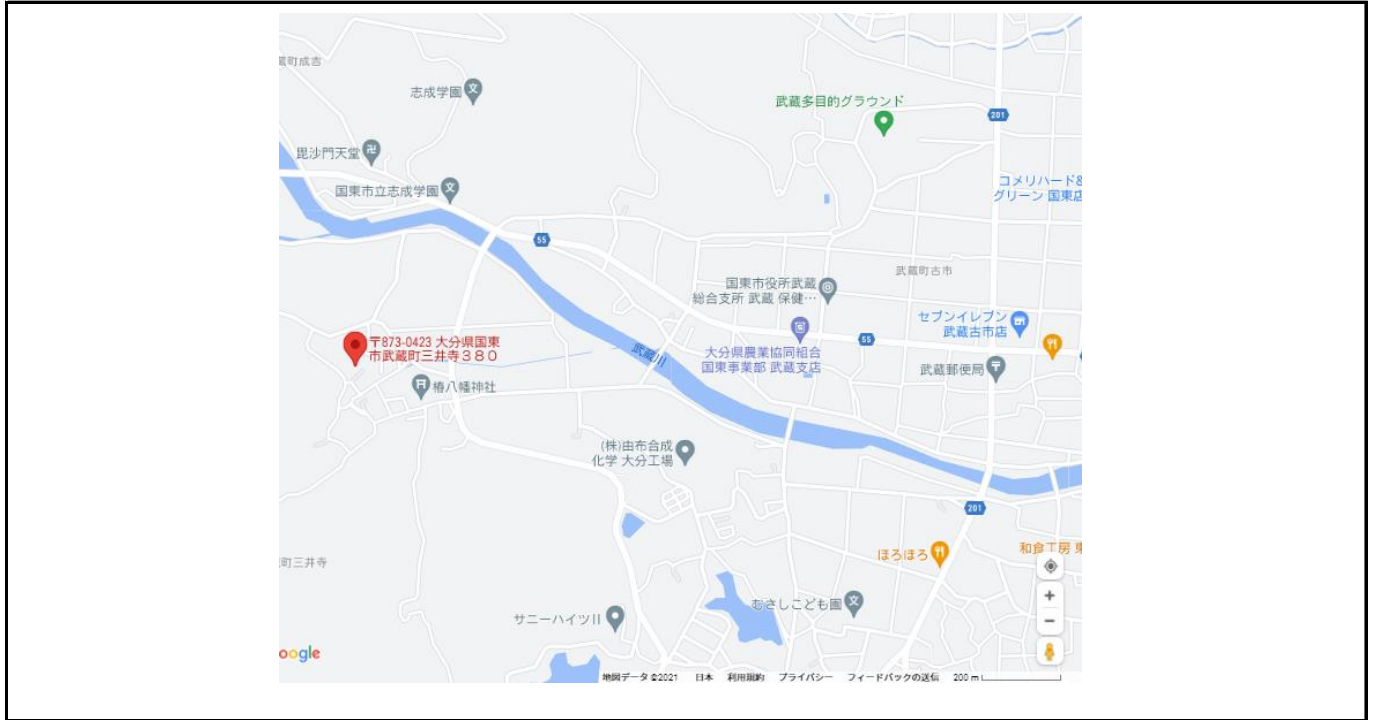 蔵町成吉
志成学園
武蔵多目的グラウンド
201
毘沙門天堂
国東市立志成学園
コメリハード&
グリーン 国東店
55
武蔵町古市
国東市役所武蔵
総合支所 武蔵 保健…
セブンイレブン
武蔵古市店
〒873-0423 大分県国東
市武蔵町三井寺380
武蔵川
大分県農業協同組合
国東事業部 武蔵支店
55
武蔵郵便局
椿八幡神社
(株)由布合成
化学 大分工場
201
ほろほろ
和食工房 東
町三井寺
むさしこども園
サニーハイツII
oogle
地図データ ©2021 日本 利用規約 プライバシー フィードバックの送信 200 m